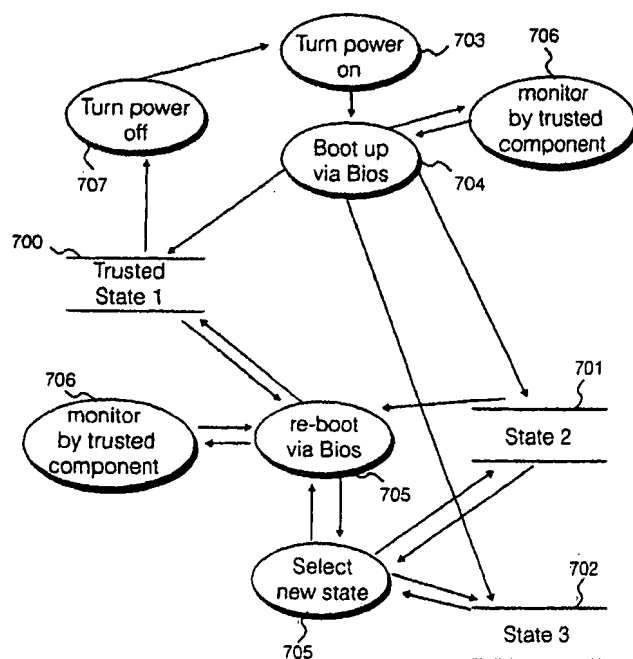 Turn power
on
703
706
monitor
by trusted
component
Turn power
off
707
Boot up
via Bios
704
700
Trusted
State 1
706
monitor
by trusted
component
re-boot
via Bios
705
701
State 2
Select
new state
705
702
State 3